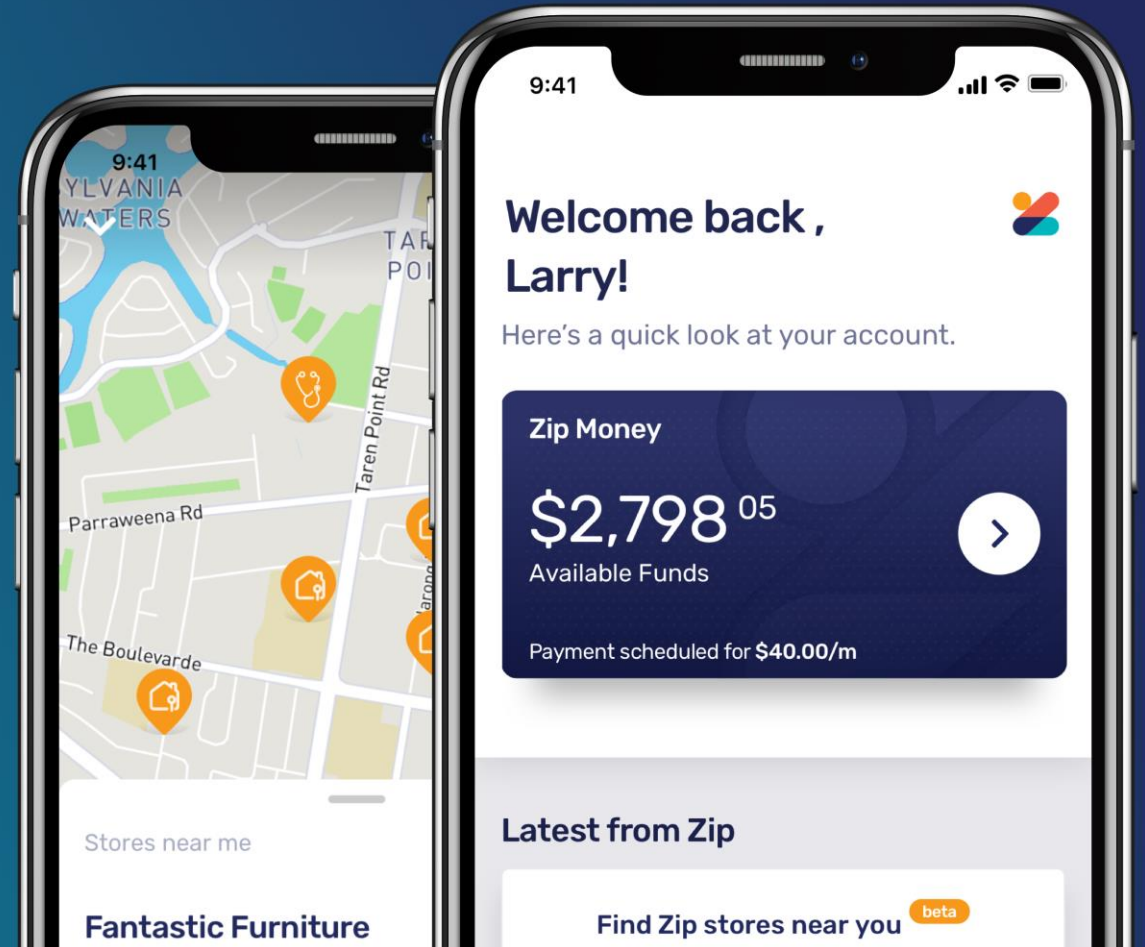 9:41
YLVANIA
WATERS
TAR
POI
Taren Point Rd
Parraweena Rd
The Boulevarde
Stores near me
Fantastic Furniture
9:41
Welcome back ,
Larry!
Here's a quick look at your account.
Zip Money
$2,798 05
Available Funds
Payment scheduled for $40.00/m
Latest from Zip
Find Zip stores near you
beta